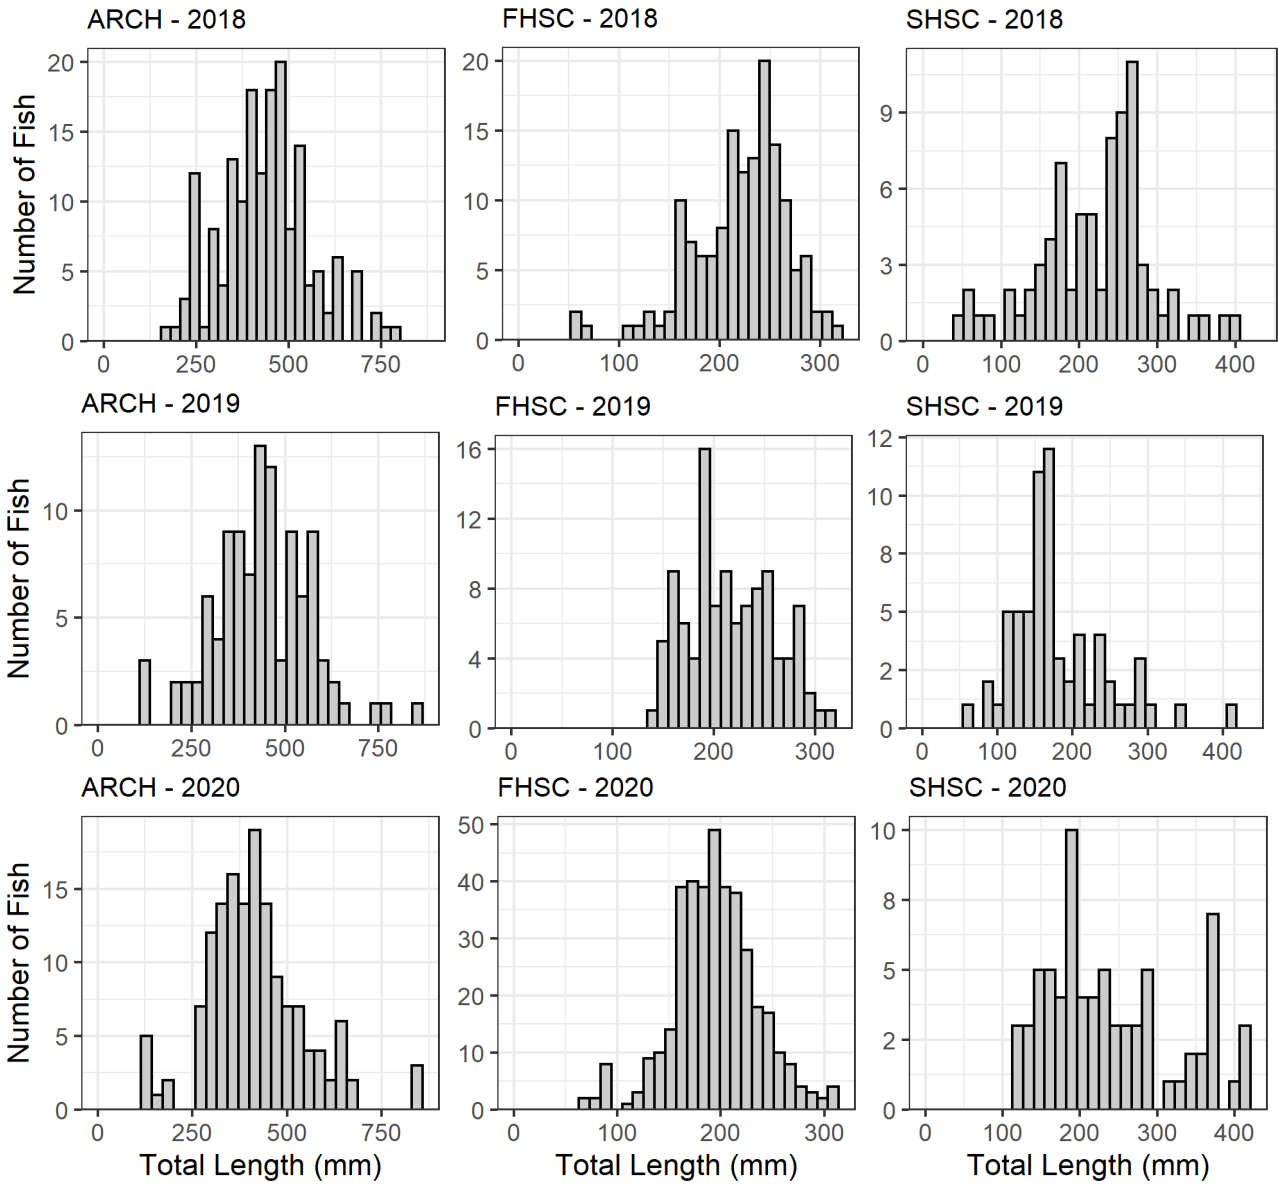 ARCH - 2018
FHSC - 2018
SHSC - 2018
Number of Fish
20
15
10
5
0
0 250 500 750
20
15
10
5
0
0 100 200 300
9
6
3
0
0 100 200 300 400
ARCH - 2019
FHSC - 2019
SHSC - 2019
Number of Fish
10
5
0
0 250 500 750
16
12
8
4
0
0 100 200 300
12
10
8
5
2
0
0 100 200 300 400
ARCH - 2020
FHSC - 2020
SHSC - 2020
Number of Fish
15
10
5
0
0 250 500 750
Total Length (mm)
50
40
30
20
10
0
0 100 200 300
Total Length (mm)
10
8
5
2
0
0 100 200 300 400
Total Length (mm)